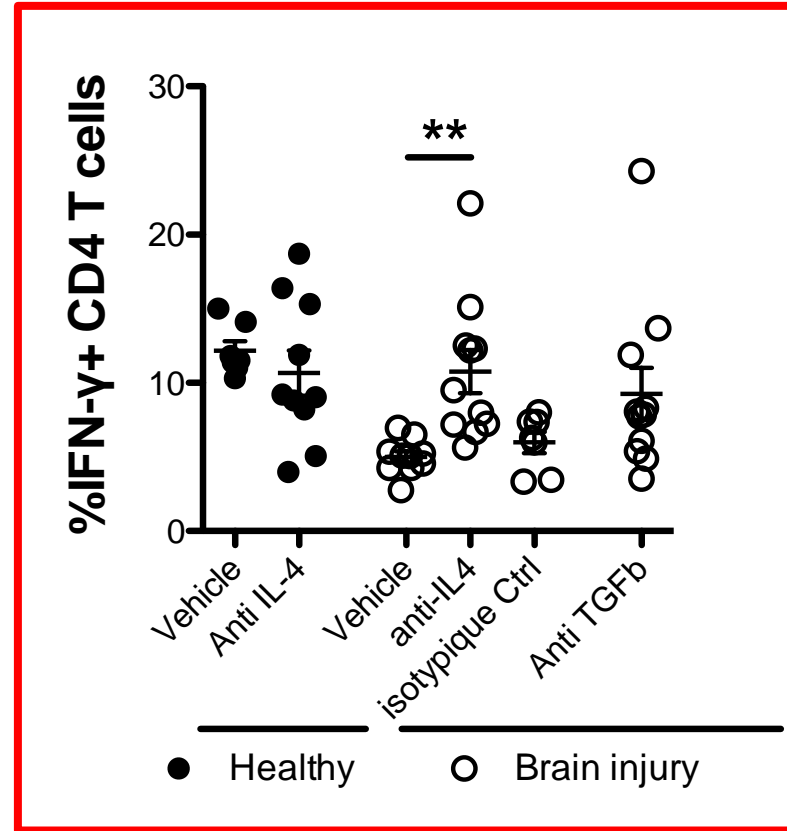 %IFN-γ+ CD4 T cells
30
20
10
0
**
Vehicle
Anti IL-4
Vehicle
anti-IL4
isotypique Ctrl
Anti TGFb
Healthy
Brain injury